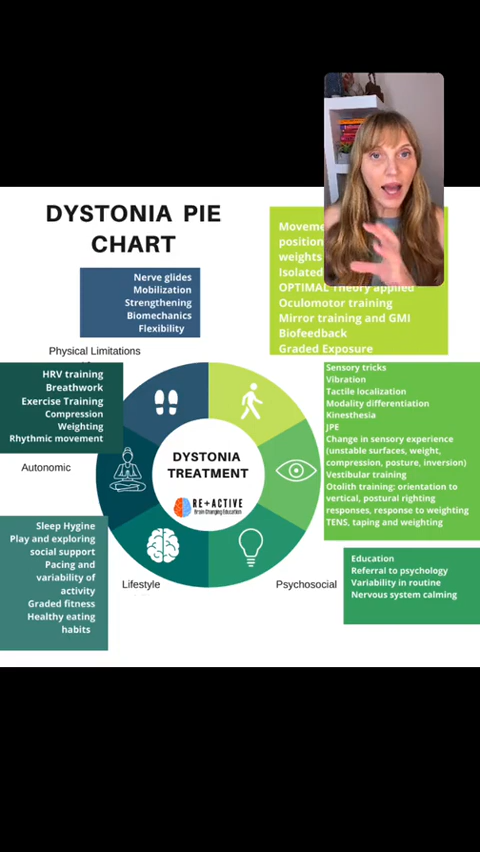 DYSTONIA PIE
CHART
Nerve glides
Mobilization
Strengthening
Biomechanics
Flexibility
Physical Limitations
position
weights
Isolated
OPTIMAL Theory applied
Oculomotor training
Mirror training and GMI
Biofeedback
Graded Exposure
HRV training
Breathwork
Exercise Training
Compression
Weighting
Rhythmic movement
Autonomic
Sensory tricks
Vibration
Tactile localization
Modality differentiation
Kinesthesia
JPE
Change in sensory experience
(unstable surfaces, weight,
compression, posture, inversion)
Vestibular training
Otolith training: orientation to
vertical, postural righting
responses, response to weighting
TENS, taping and weighting
DYSTONIA
TREATMENT
RE+ACTIVE
Brain-Changing Education
Sleep Hygine
Play and exploring
social support
Pacing and
variability of
activity
Graded fitness
Healthy eating
habits
Lifestyle
Psychosocial
Education
Referral to psychology
Variability in routine
Nervous system calming